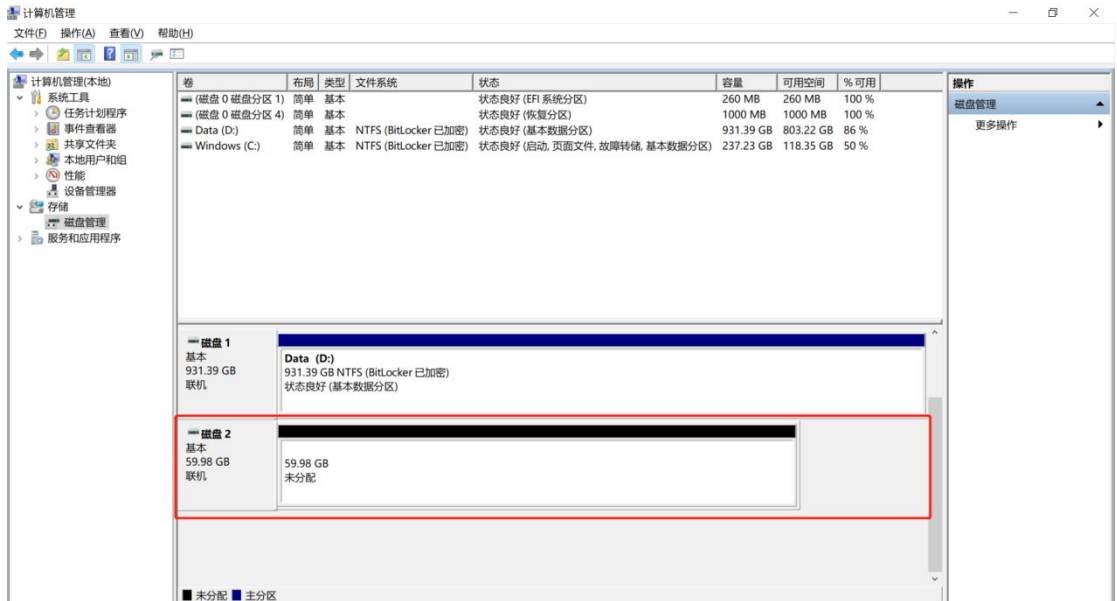 计算机管理
文件(F) 操作(A) 查看(V) 帮助(H)
计算机管理(本地)
系统工具
任务计划程序
事件查看器
共享文件夹
本地用户和组
性能
设备管理器
存储
磁盘管理
服务和应用程序
卷 布局 类型 文件系统 状态 容量 可用空间 % 可用
(磁盘 0 磁盘分区 1) 简单 基本 状态良好 (EFI 系统分区) 260 MB 260 MB 100 %
(磁盘 0 磁盘分区 4) 简单 基本 状态良好 (恢复分区) 1000 MB 1000 MB 100 %
Data (D:) 简单 基本 NTFS (BitLocker 已加密) 状态良好 (基本数据分区) 931.39 GB 803.22 GB 86 %
Windows (C:) 简单 基本 NTFS (BitLocker 已加密) 状态良好 (启动, 页面文件, 故障转储, 基本数据分区) 237.23 GB 118.35 GB 50 %
磁盘 1
基本
931.39 GB
联机
Data (D:)
931.39 GB NTFS (BitLocker 已加密)
状态良好 (基本数据分区)
磁盘 2
基本
59.98 GB
联机
59.98 GB
未分配
未分配 主分区
操作
磁盘管理
更多操作